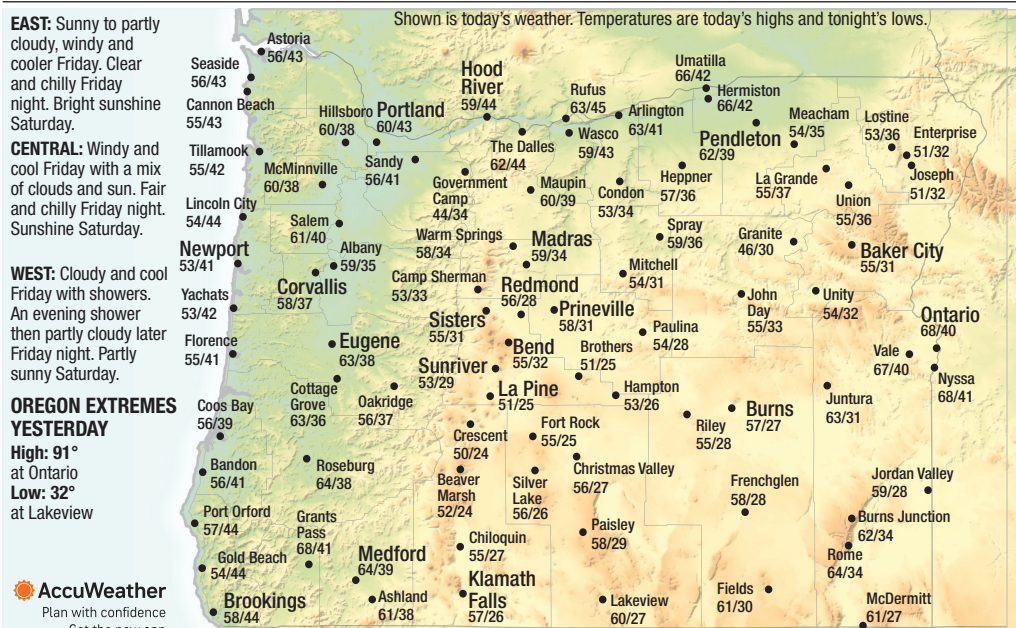 Shown is today's weather. Temperatures are today's highs and tonight's lows.
EAST: Sunny to partly
cloudy, windy and
cooler Friday. Clear
and chilly Friday
night. Bright sunshine
Saturday.
CENTRAL: Windy and
cool Friday with a mix
of clouds and sun. Fair
and chilly Friday night.
Sunshine Saturday.
WEST: Cloudy and cool
Friday with showers.
An evening shower
then partly cloudy later
Friday night. Partly
sunny Saturday.
OREGON EXTREMES
YESTERDAY
High: 91°
at Ontario
Low: 32°
at Lakeview
AccuWeather
Plan with confidence
Get the new app
Astoria
56/43
Seaside
56/43
Cannon Beach
55/43
Tillamook
55/42
Lincoln City
54/44
Newport
53/41
Yachats
53/42
Florence
55/41
Coos Bay
56/39
Bandon
56/41
Port Orford
57/44
Gold Beach
54/44
Brookings
58/44
Hillsboro
60/38
Portland
60/43
McMinnville
60/38
Sandy
56/41
Salem
61/40
Albany
59/35
Corvallis
58/37
Eugene
63/38
Cottage
Grove
63/36
Oakridge
56/37
Roseburg
64/38
Grants
Pass
68/41
Medford
64/39
Ashland
61/38
Hood
River
59/44
The Dalles
62/44
Government
Camp
44/34
Rufus
63/45
Wasco
59/43
Arlington
63/41
Maupin
60/39
Condon
53/34
Warm Springs
58/34
Madras
59/34
Camp Sherman
53/33
Redmond
56/28
Prineville
58/31
Sisters
55/31
Bend
55/32
Sunriver
53/29
La Pine
51/25
Brothers
51/25
Crescent
50/24
Fort Rock
55/25
Hampton
53/26
Beaver
Marsh
52/24
Silver
Lake
56/26
Christmas Valley
56/27
Chiloquin
55/27
Klamath
Falls
57/26
Paisley
58/29
Lakeview
60/27
Umatilla
66/42
Hermiston
66/42
Pendleton
62/39
Heppner
57/36
Spray
59/36
Mitchell
54/31
Paulina
54/28
Meacham
54/35
La Grande
55/37
Lostine
53/36
Enterprise
51/32
Joseph
51/32
Union
55/36
Granite
46/30
Baker City
55/31
John
Day
55/33
Unity
54/32
Ontario
68/40
Vale
67/40
Nyssa
68/41
Juntura
63/31
Burns
57/27
Riley
55/28
Frenchglen
58/28
Jordan Valley
59/28
Burns Junction
62/34
Rome
64/34
Fields
61/30
McDermitt
61/27